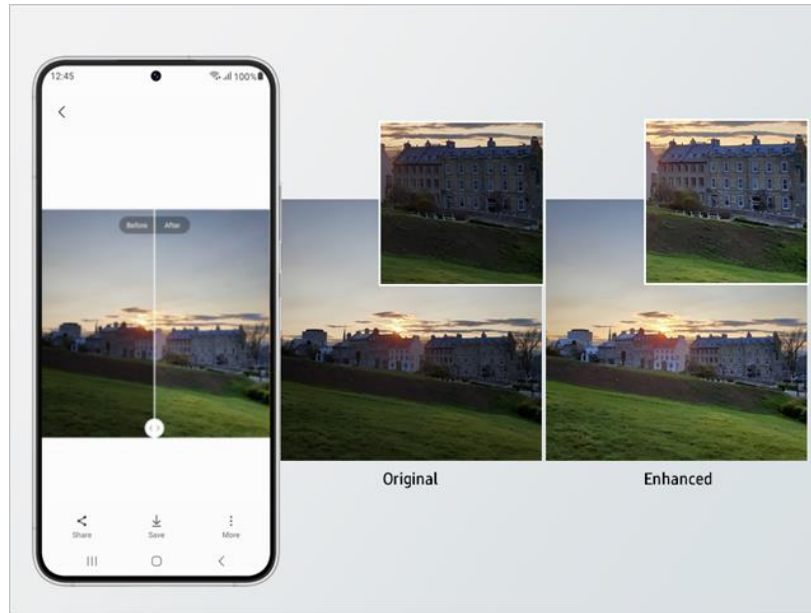 12:45
100%
Before
After
Share
Save
More
Original
Enhanced